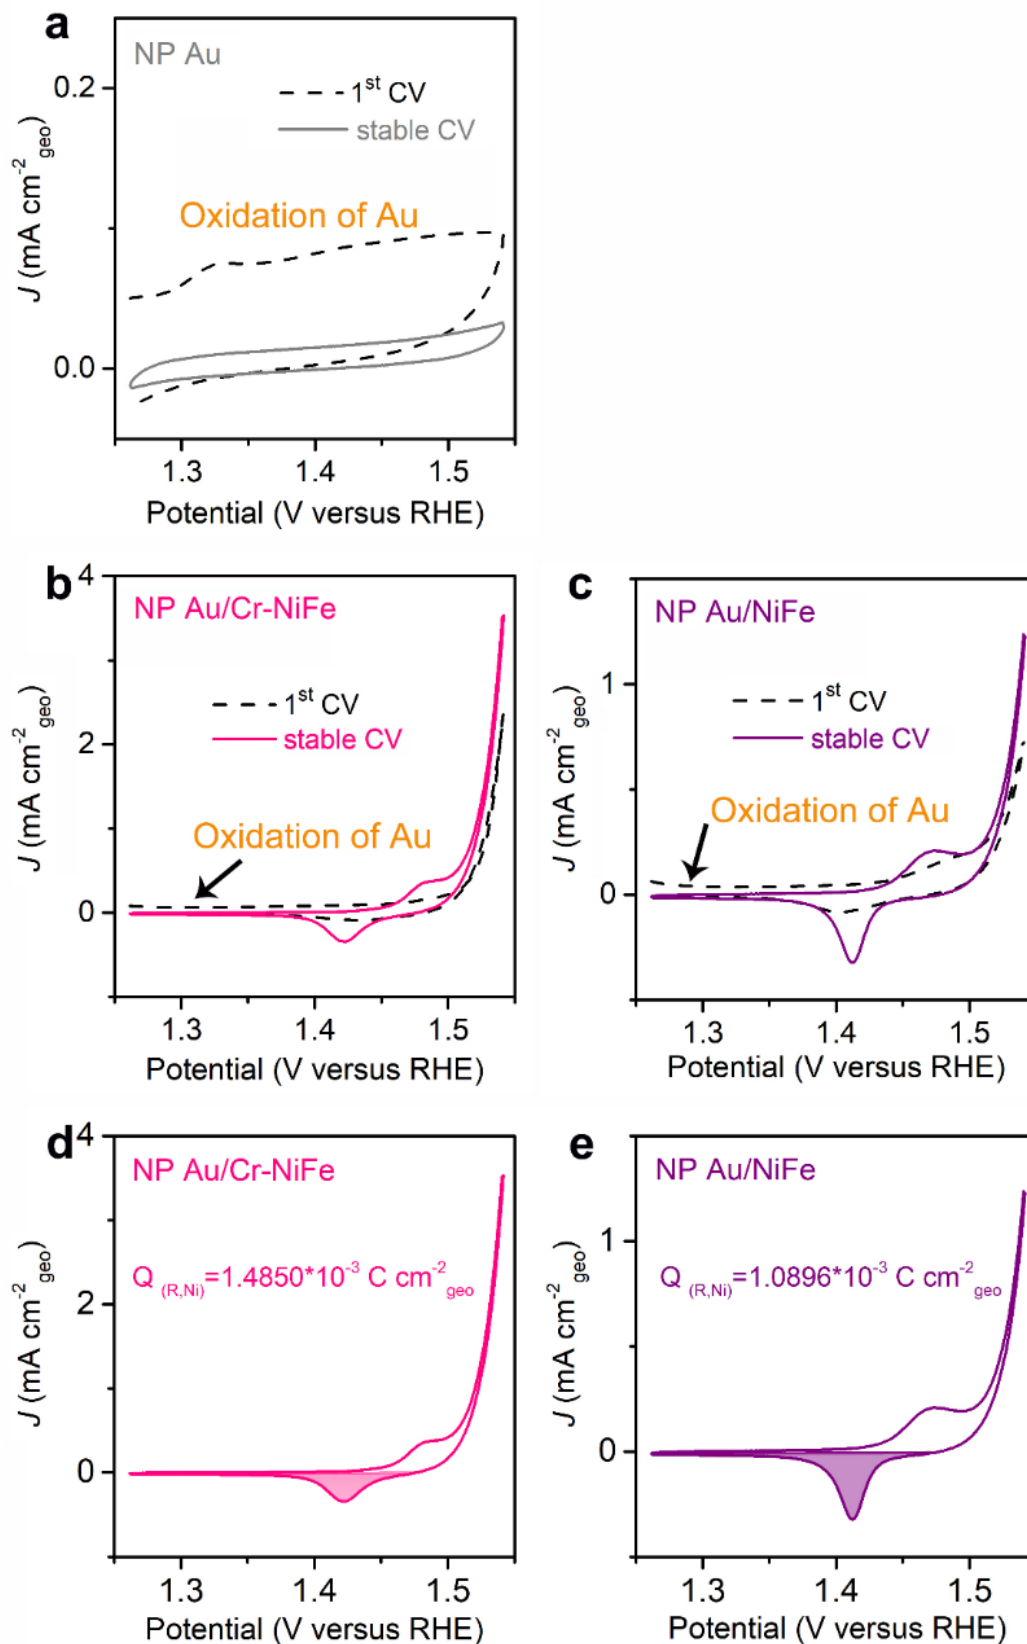 a
NP Au
1st CV
stable CV
Oxidation of Au
0.2
0.0
J (mA cm-2geo)
1.3 1.4 1.5
Potential (V versus RHE)
b
NP Au/Cr-NiFe
1st CV
stable CV
Oxidation of Au
4
2
0
J (mA cm-2geo)
1.3 1.4 1.5
Potential (V versus RHE)
c
NP Au/NiFe
1st CV
stable CV
Oxidation of Au
1
0
J (mA cm-2geo)
1.3 1.4 1.5
Potential (V versus RHE)
d
NP Au/Cr-NiFe
Q (R,Ni)=1.4850*10-3 C cm-2geo
4
2
0
J (mA cm-2geo)
1.3 1.4 1.5
Potential (V versus RHE)
e
NP Au/NiFe
Q (R,Ni)=1.0896*10-3 C cm-2geo
1
0
J (mA cm-2geo)
1.3 1.4 1.5
Potential (V versus RHE)